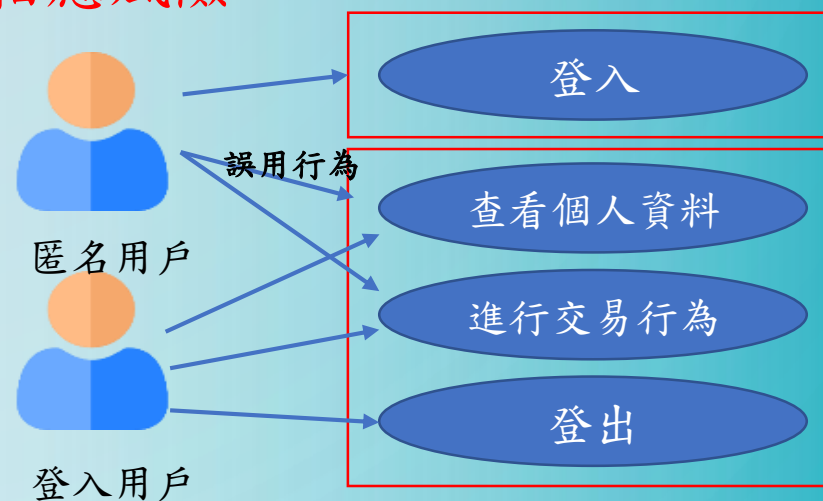 登入
誤用行為
查看個人資料
匿名用戶
進行交易行為
登出
登入用戶